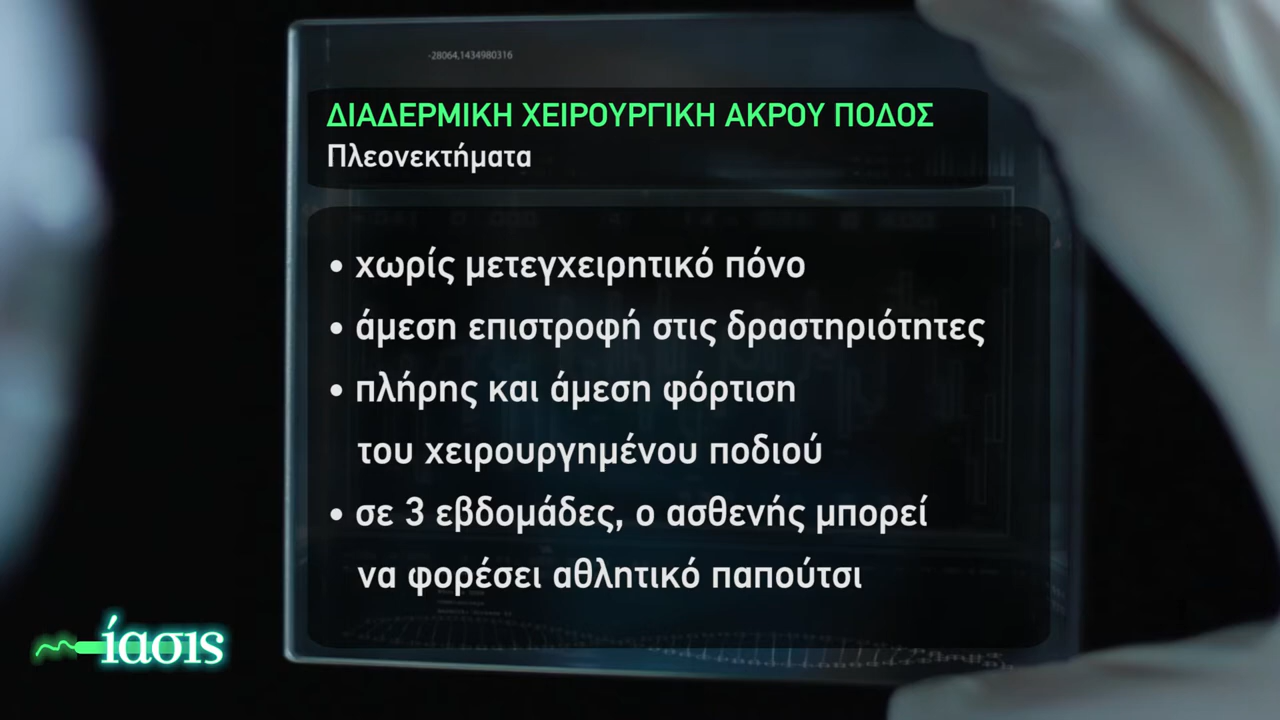 -28064,1434980316
ΔΙΑΔΕΡΜΙΚΗ ΧΕΙΡΟΥΡΓΙΚΗ ΑΚΡΟΥ ΠΟΔΟΣ
Πλεονεκτήματα
• χωρίς μετεγχειρητικό πόνο
• άμεση επιστροφή στις δραστηριότητες
• πλήρης και άμεση φόρτιση
του χειρουργημένου ποδιού
• σε 3 εβδομάδες, ο ασθενής μπορεί
να φορέσει αθλητικό παπούτσι
ίασις